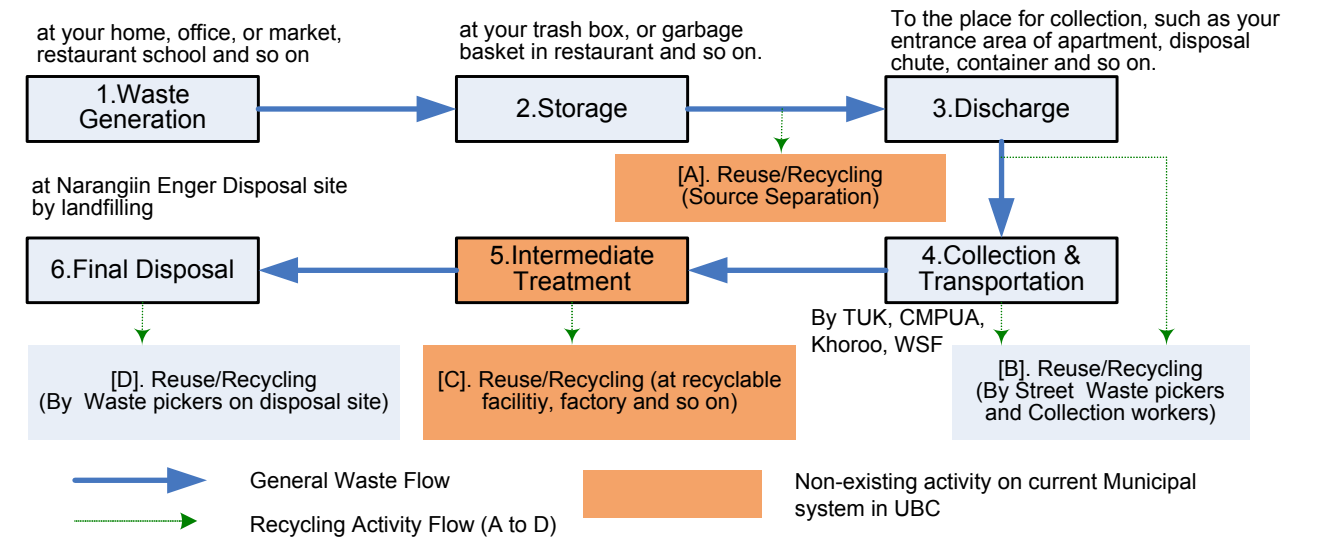 at your home, office, or market,
restaurant school and so on
1.Waste
Generation
at your trash box, or garbage
basket in restaurant and so on.
2.Storage
To the place for collection, such as your
entrance area of apartment, disposal
chute, container and so on.
3.Discharge
[A]. Reuse/Recycling
(Source Separation)
at Narangiin Enger Disposal site
by landfilling
6.Final Disposal
5.Intermediate
Treatment
4.Collection &
Transportation
By TUK, CMPUA,
Khoroo, WSF
[D]. Reuse/Recycling
(By Waste pickers on disposal site)
[C]. Reuse/Recycling (at recyclable
facilitiy, factory and so on)
[B]. Reuse/Recycling
(By Street Waste pickers
and Collection workers)
General Waste Flow
Recycling Activity Flow (A to D)
Non-existing activity on current Municipal
system in UBC